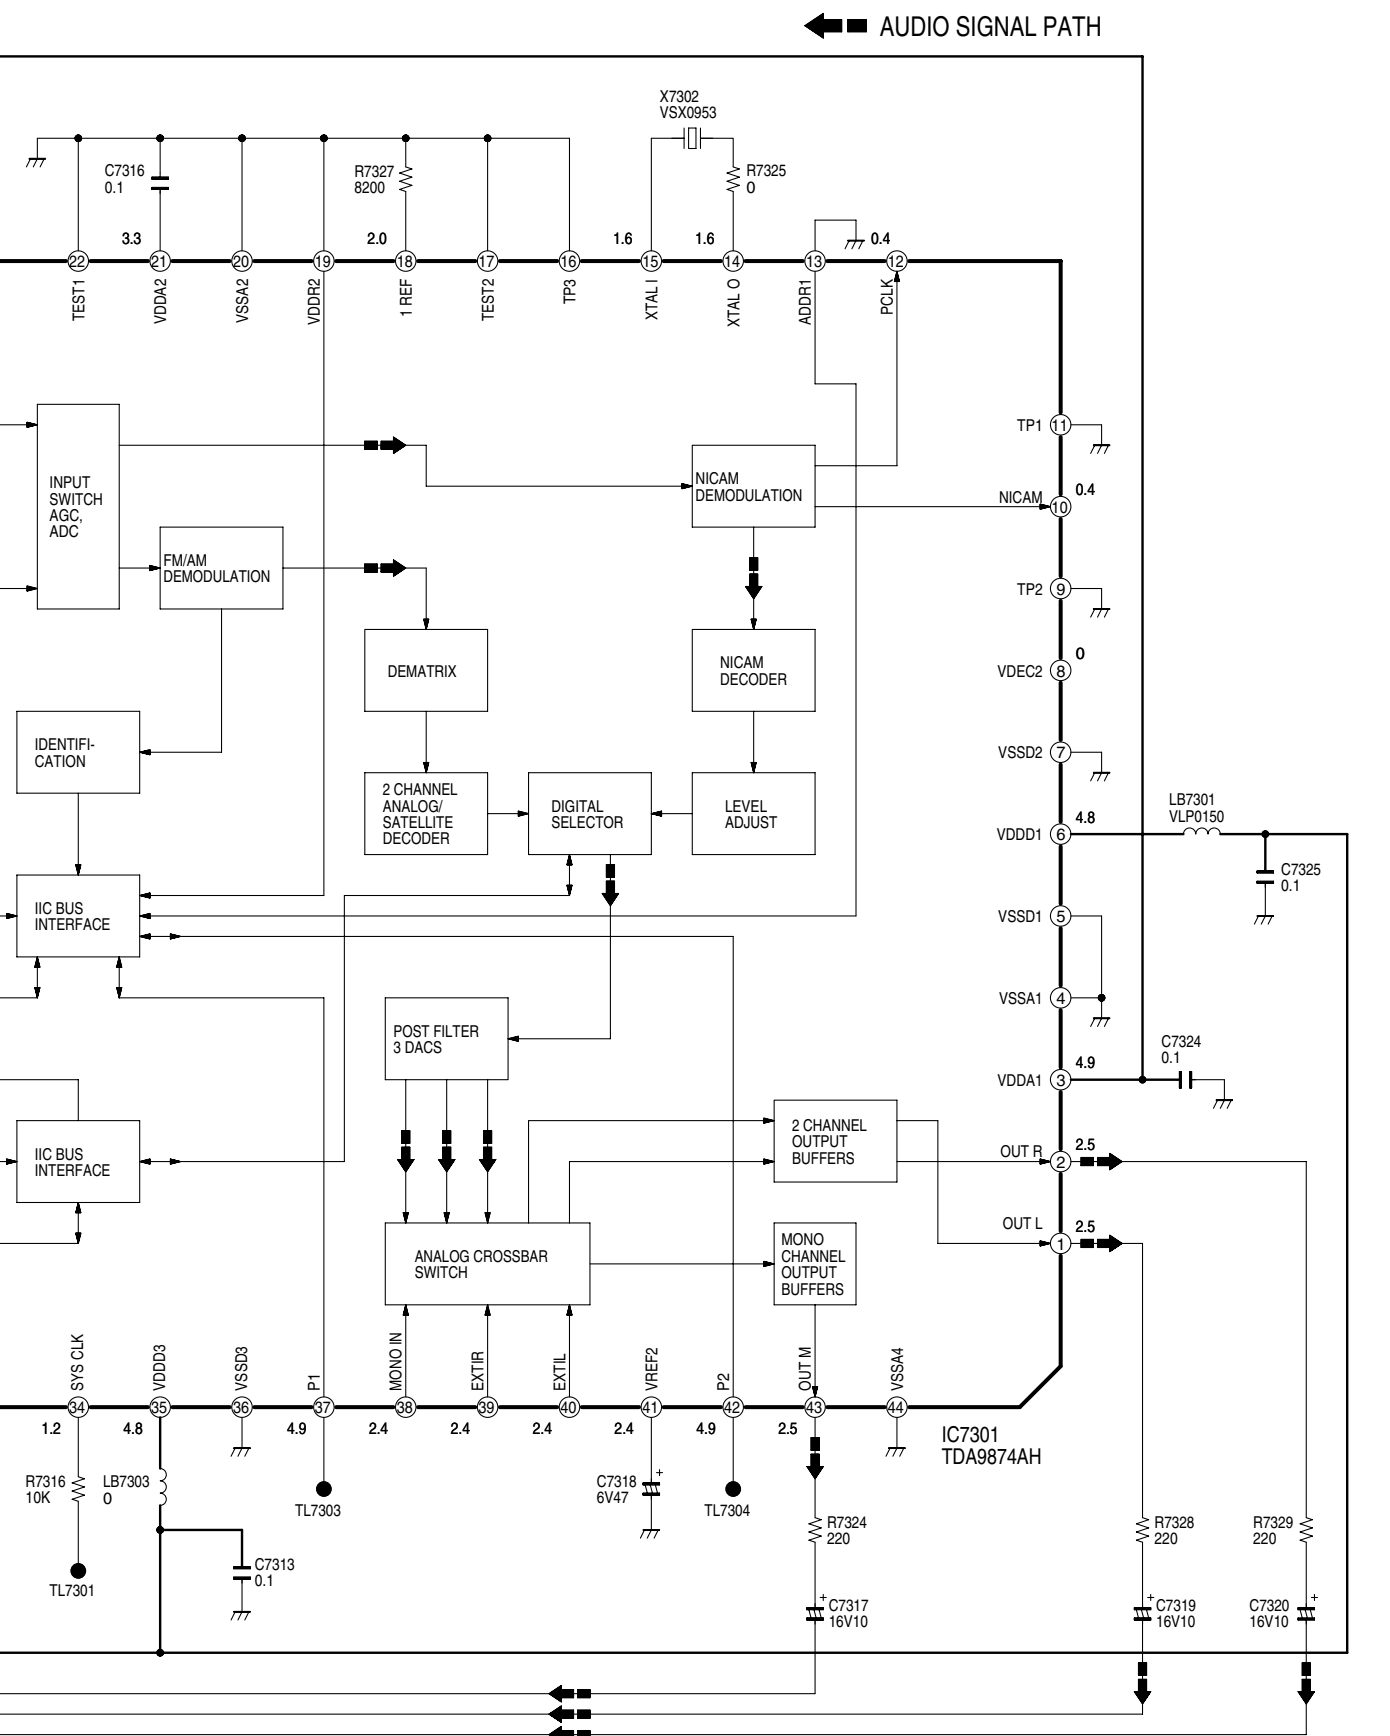 AUDIO SIGNAL PATH
X7302
VSX0953
C7316
0.1
R7327
8200
R7325
0
3.3
2.0
1.6
1.6
0.4
22
21
20
19
18
17
16
15
14
13
12
TEST1
VDDA2
VSSA2
VDDR2
1 REF
TEST2
TP3
XTAL I
XTAL O
ADDR1
PCLK
TP1
11
INPUT
SWITCH
AGC,
ADC
NICAM
DEMODULATION
NICAM
10
0.4
FM/AM
DEMODULATION
TP2
9
DEMATRIX
NICAM
DECODER
VDEC2
8
0
IDENTIFI-
CATION
VSSD2
7
2 CHANNEL
ANALOG/
SATELLITE
DECODER
DIGITAL
SELECTOR
LEVEL
ADJUST
VDDD1
6
4.8
LB7301
VLP0150
C7325
0.1
IIC BUS
INTERFACE
VSSD1
5
VSSA1
4
POST FILTER
3 DACS
C7324
0.1
VDDA1
3
4.9
IIC BUS
INTERFACE
2 CHANNEL
OUTPUT
BUFFERS
OUT R
2
2.5
ANALOG CROSSBAR
SWITCH
MONO
CHANNEL
OUTPUT
BUFFERS
OUT L
1
2.5
SYS CLK
VDDD3
VSSD3
P1
MONO IN
EXTIR
EXTIL
VREF2
P2
OUT M
VSSA4
34
35
36
37
38
39
40
41
42
43
44
1.2
4.8
4.9
2.4
2.4
2.4
2.4
4.9
2.5
IC7301
TDA9874AH
R7316
10K
LB7303
0
TL7303
C7318
6V47
+
TL7304
R7324
220
R7328
220
R7329
220
C7313
0.1
TL7301
+
C7317
16V10
+
C7319
16V10
C7320
16V10
+